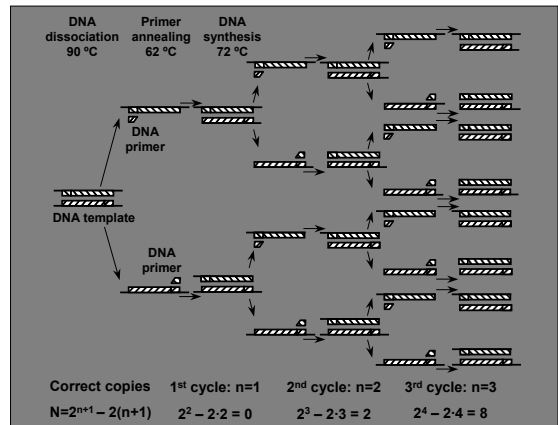 DNA dissociation 90 ºC
Primer annealing 62 ºC
DNA synthesis 72 ºC
DNA primer
DNA template
DNA primer
Correct copies 1st cycle: n=1 2nd cycle: n=2 3rd cycle: n=3
N=2ⁿ⁺¹ – 2(n+1) 2² – 2·2 = 0 2³ – 2·3 = 2 2⁴ – 2·4 = 8